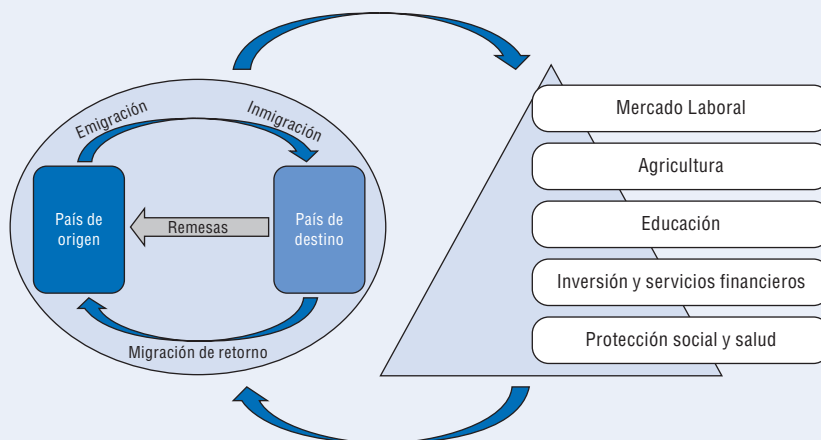 Emigración
Inmigración
País de
origen
Remesas
País de
destino
Migración de retorno
Mercado Laboral
Agricultura
Educación
Inversión y servicios financieros
Protección social y salud